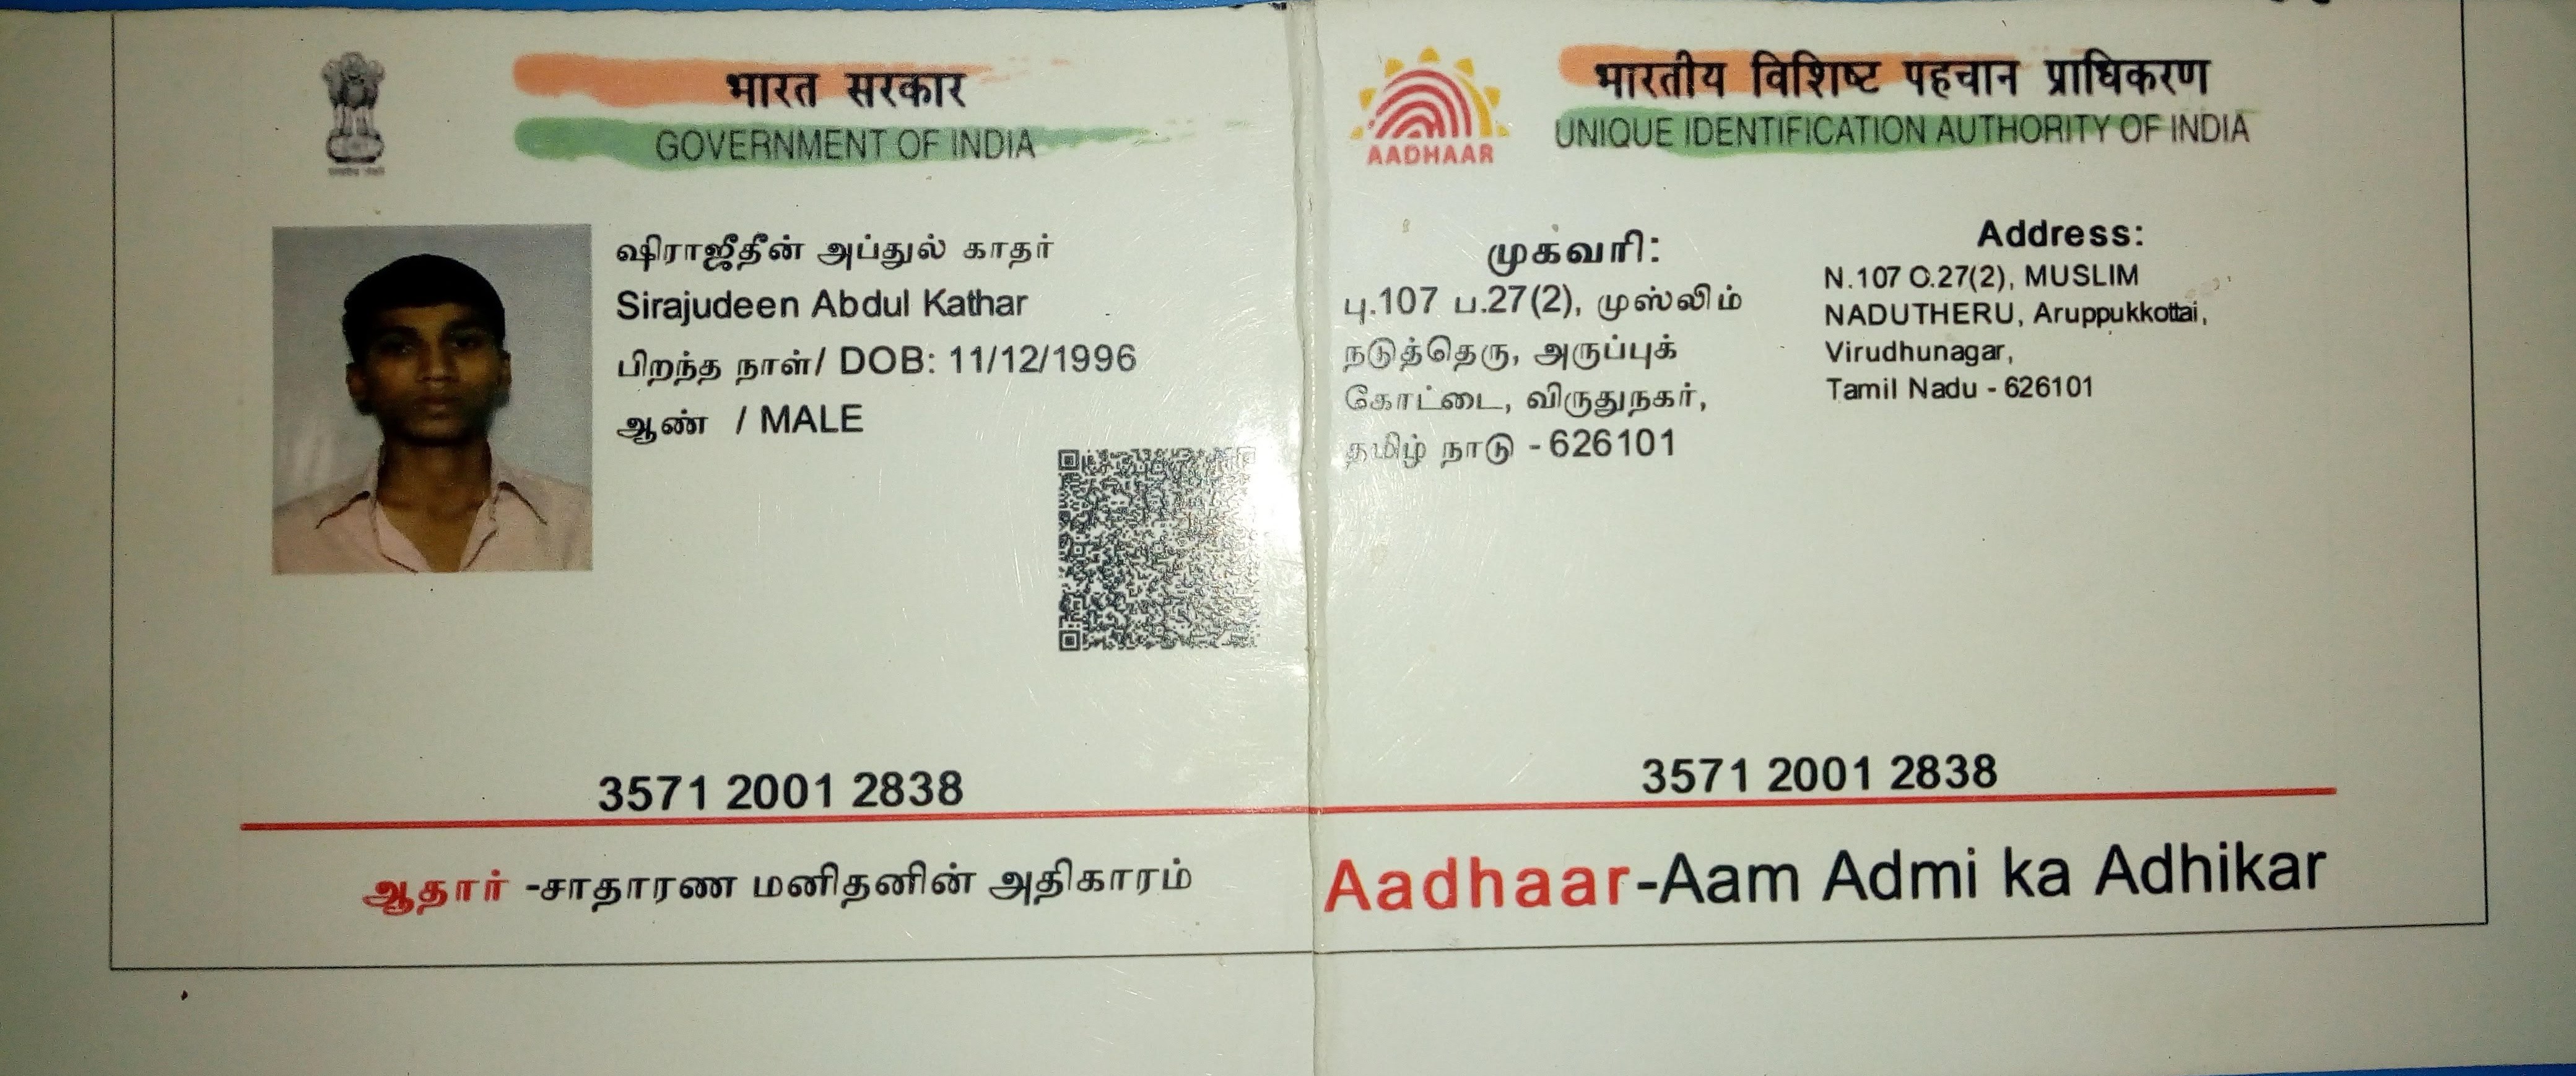 भारत सरकार
GOVERNMENT OF INDIA
ஷிராஜீதீன் அப்துல் காதர்
Sirajudeen Abdul Kathar
பிறந்த நாள்/ DOB: 11/12/1996
ஆண் / MALE
3571 2001 2838
ஆதார் -சாதாரண மனிதனின் அதிகாரம்
AADHAAR
भारतीय विशिष्ट पहचान प्राधिकरण
UNIQUE IDENTIFICATION AUTHORITY OF INDIA
முகவரி:
பு.107 ப.27(2), முஸ்லிம்
நடுத்தெரு, அருப்புக்
கோட்டை, விருதுநகர்,
தமிழ் நாடு - 626101
Address:
N.107 O.27(2), MUSLIM
NADUTHERU, Aruppukkottai,
Virudhunagar,
Tamil Nadu - 626101
3571 2001 2838
Aadhaar-Aam Admi ka Adhikar